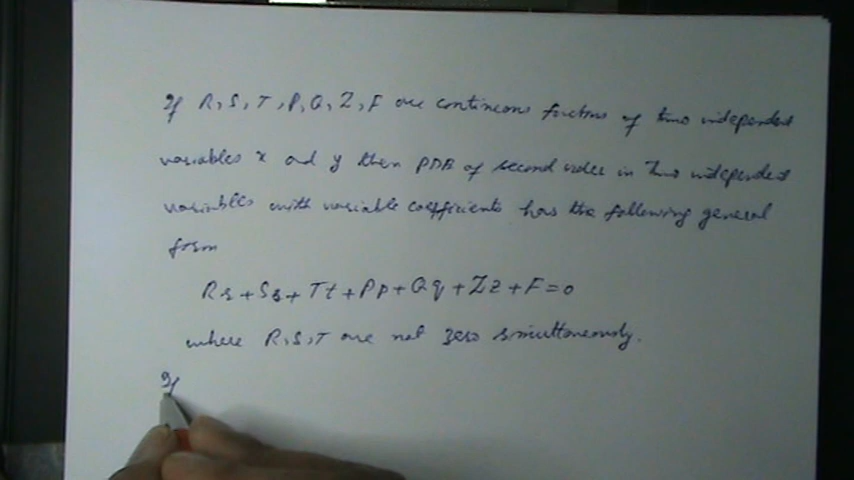 If R, S, T, P, Q, Z, F are continuous functions of two independent
variables x and y then PDE of second order in two independent
variables with variable coefficients has the following general
form
Rr + Ss + Tt + Pp + Qq + Zz + F = 0
where R, S, T are not zero simultaneously.
If